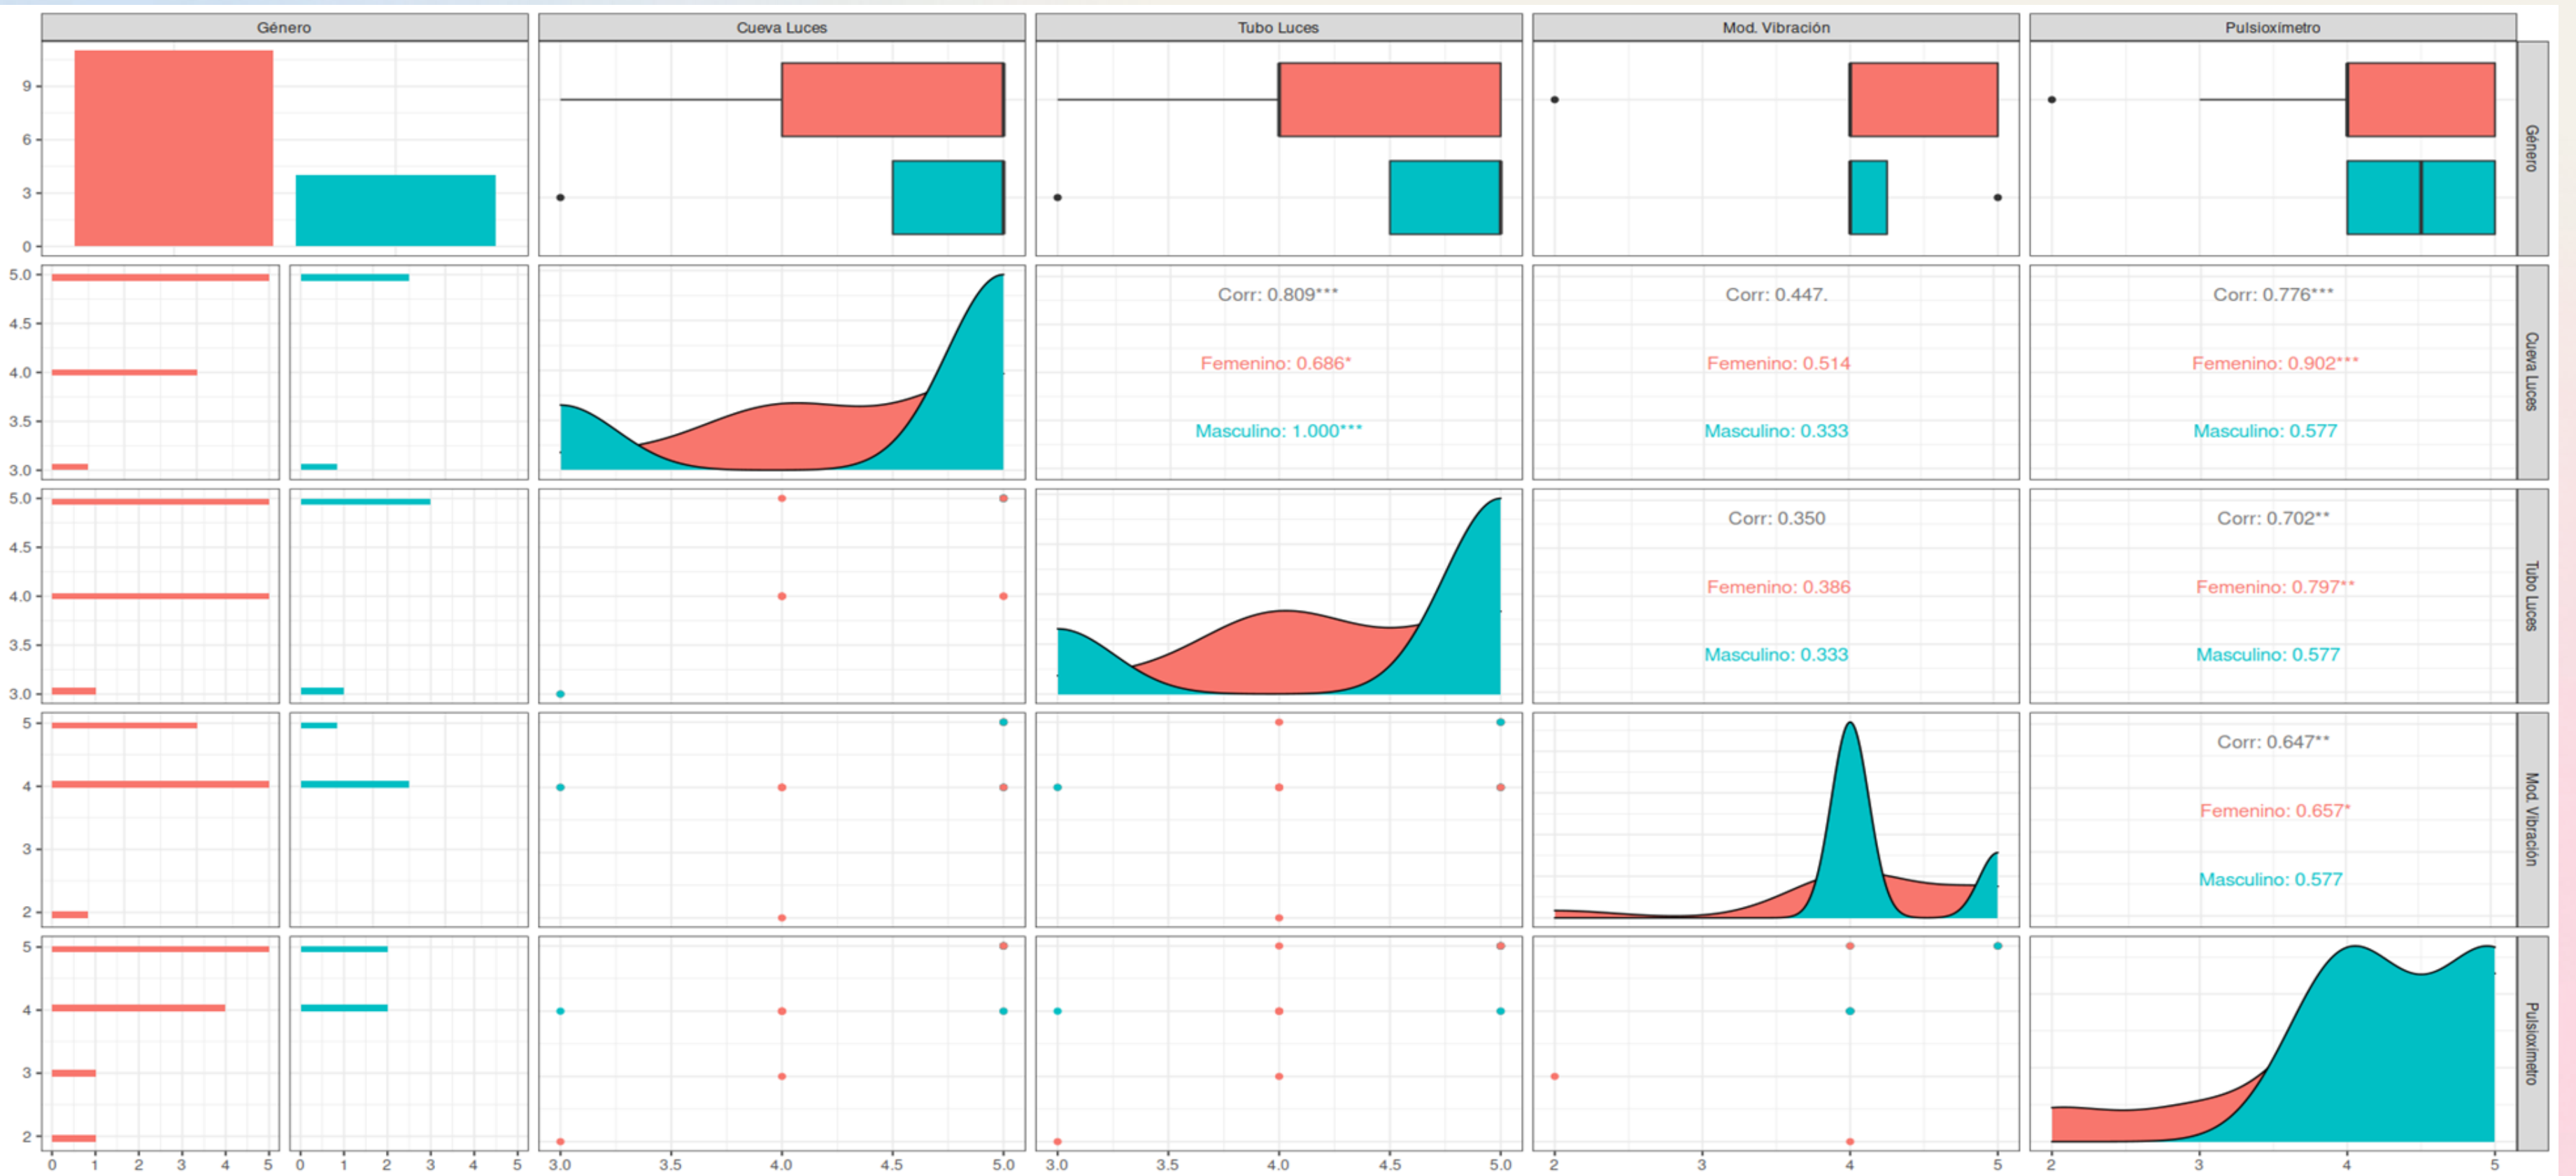 Género Cueva Luces Tubo Luces Mod. Vibración Pulsioxímetro
9
6
3
0
Género
5.0
4.5
4.0
3.5
3.0
Corr: 0.809*** Corr: 0.447. Corr: 0.776***
Femenino: 0.686* Femenino: 0.514 Femenino: 0.902***
Masculino: 1.000*** Masculino: 0.333 Masculino: 0.577
Cueva Luces
5.0
4.5
4.0
3.5
3.0
Corr: 0.350 Corr: 0.702**
Femenino: 0.386 Femenino: 0.797**
Masculino: 0.333 Masculino: 0.577
Tubo Luces
5
4
3
2
Corr: 0.647**
Femenino: 0.657*
Masculino: 0.577
Mod. Vibración
5
4
3
2
Pulsioxímetro
0 1 2 3 4 5 0 1 2 3 4 5 3.0 3.5 4.0 4.5 5.0 3.0 3.5 4.0 4.5 5.0 2 3 4 5 2 3 4 5